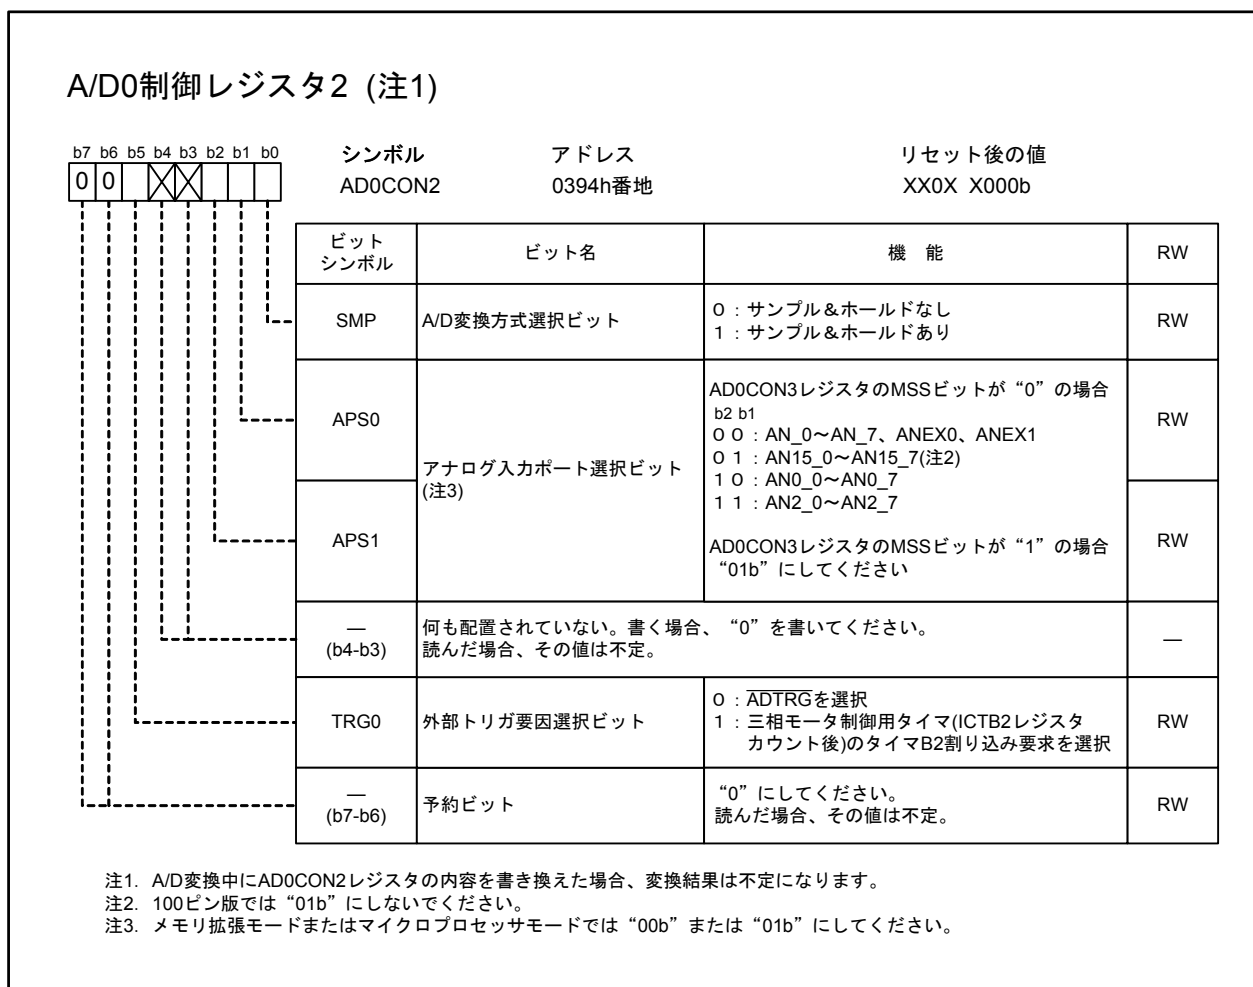 A/D0制御レジスタ2 (注1)
b7 b6 b5 b4 b3 b2 b1 b0
0 0
シンボル アドレス リセット後の値
AD0CON2 0394h番地 XX0X X000b
ビット
シンボル
ビット名
機 能
RW
SMP
A/D変換方式選択ビット
0 : サンプル＆ホールドなし
1 : サンプル＆ホールドあり
RW
APS0
APS1
アナログ入力ポート選択ビット
(注3)
AD0CON3レジスタのMSSビットが“0”の場合
b2 b1
0 0 : AN_0～AN_7、ANEX0、ANEX1
0 1 : AN15_0～AN15_7(注2)
1 0 : AN0_0～AN0_7
1 1 : AN2_0～AN2_7
AD0CON3レジスタのMSSビットが“1”の場合
“01b”にしてください
RW
RW
―
(b4-b3)
何も配置されていない。書く場合、“0”を書いてください。
読んだ場合、その値は不定。
―
TRG0
外部トリガ要因選択ビット
0 : ADTRGを選択
1 : 三相モータ制御用タイマ(ICTB2レジスタ
カウント後)のタイマB2割り込み要求を選択
RW
―
(b7-b6)
予約ビット
“0”にしてください。
読んだ場合、その値は不定。
RW
注1. A/D変換中にAD0CON2レジスタの内容を書き換えた場合、変換結果は不定になります。
注2. 100ピン版では“01b”にしないでください。
注3. メモリ拡張モードまたはマイクロプロセッサモードでは“00b”または“01b”にしてください。